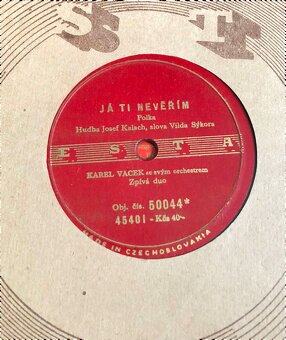 S T
JÁ TI NEVĚŘÍM
Polka
Hudba Josef Kalach, slova Vilda Sýkora
E S T A
KAREL VACEK se svým orchestrem
Zpívá duo
Obj. čís. 50044*
45401 - Kčs 40~
MADE IN CZECHOSLOVAKIA